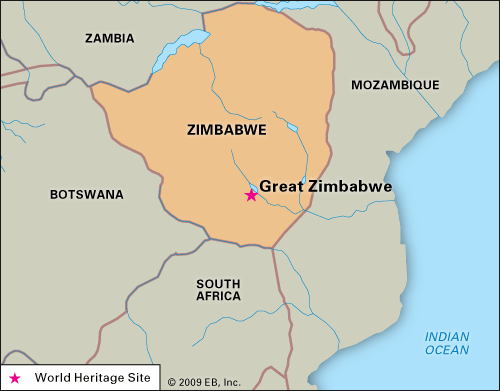 ZAMBIA
MOZAMBIQUE
ZIMBABWE
Great Zimbabwe
BOTSWANA
SOUTH
AFRICA
INDIAN
OCEAN
World Heritage Site
© 2009 EB, Inc.